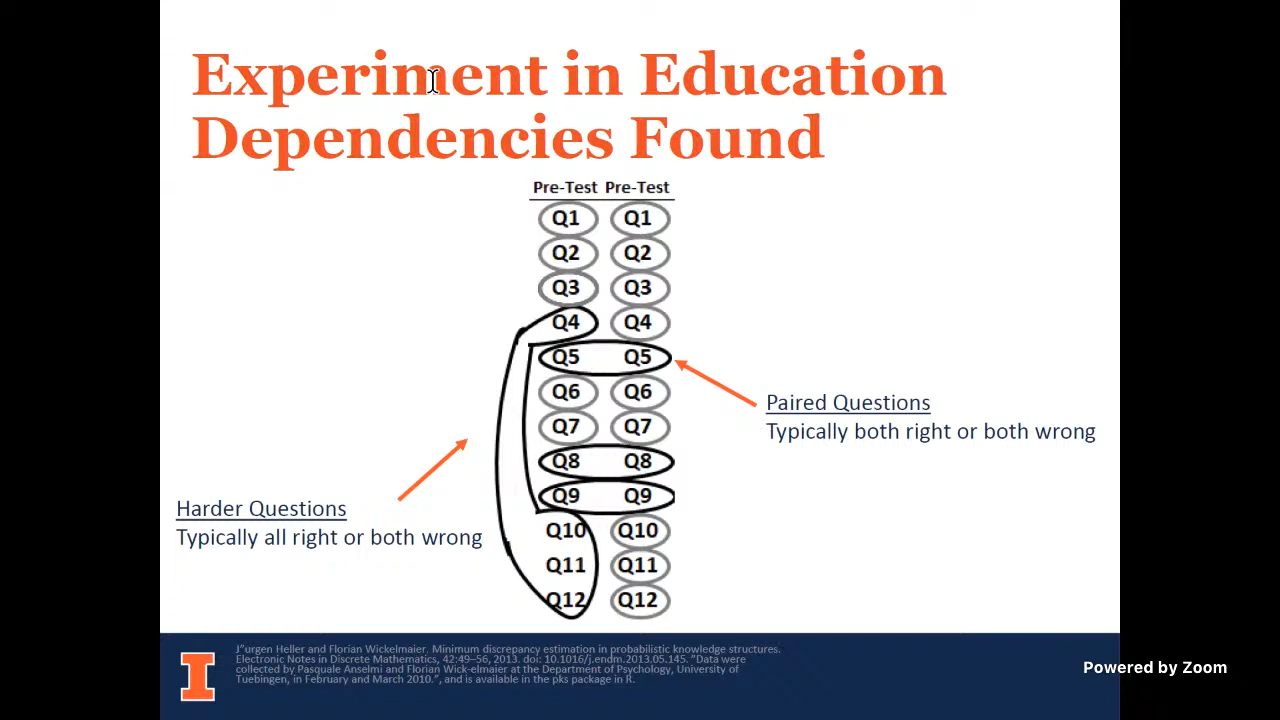 Experiment in Education
Dependencies Found
Pre-Test Pre-Test
Q1 Q1
Q2 Q2
Q3 Q3
Q4 Q4
Q5 Q5
Q6 Q6
Q7 Q7
Q8 Q8
Q9 Q9
Q10 Q10
Q11 Q11
Q12 Q12
Paired Questions
Typically both right or both wrong
Harder Questions
Typically all right or both wrong
J"urgen Heller and Florian Wickelmaier. Minimum discrepancy estimation in probabilistic knowledge structures.
Electronic Notes in Discrete Mathematics, 42:49–56, 2013. doi: 10.1016/j.endm.2013.05.145. "Data were
collected by Pasquale Anselmi and Florian Wick-elmaier at the Department of Psychology, University of
Tuebingen, in February and March 2010.", and is available in the pks package in R.
Powered by Zoom